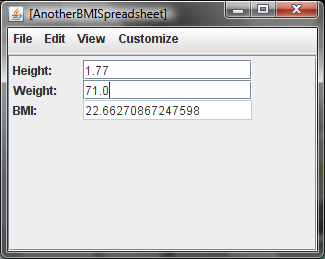 [AnotherBMISpreadsheet]
File Edit View Customize
Height: 1.77
Weight: 71.0
BMI: 22.66270867247598